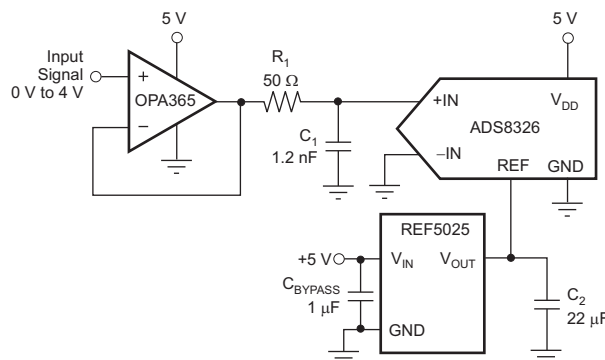 5 V
Input
Signal
0 V to 4 V
+
OPA365
−
R1
50 Ω
C1
1.2 nF
5 V
+IN
VDD
ADS8326
−IN
REF
GND
REF5025
+5 V
VIN
VOUT
CBYPASS
1 μF
GND
C2
22 μF